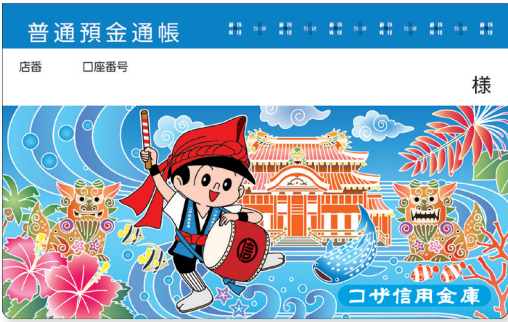 普通預金通帳
店番 口座番号
様
信
コザ信用金庫